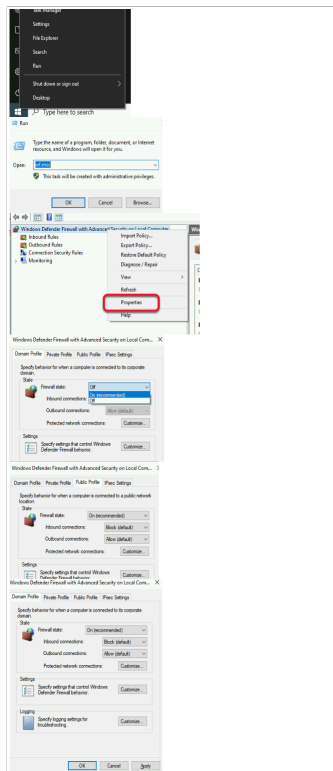 Task Manager
Settings
File Explorer
Search
Run
Shut down or sign out
Desktop
Type here to search
Run
Type the name of a program, folder, document, or Internet
resource, and Windows will open it for you.
Open: wf.msc
This task will be created with administrative privileges.
OK Cancel Browse...
Windows Defender Firewall with Advanced Security on Local Computer
Inbound Rules
Outbound Rules
Connection Security Rules
Monitoring
Import Policy...
Export Policy...
Restore Default Policy
Diagnose / Repair
View
Refresh
Properties
Help
Windows Defender Firewall with Advanced Security on Local Com...
Domain Profile Private Profile Public Profile IPsec Settings
Specify behavior for when a computer is connected to its corporate
domain.
State
Firewall state: Off
On (recommended)
Off
Inbound connections:
Outbound connections: Allow (default)
Protected network connections: Customize...
Settings
Specify settings that control Windows
Defender Firewall behavior. Customize...
Windows Defender Firewall with Advanced Security on Local Com...
Domain Profile Private Profile Public Profile IPsec Settings
Specify behavior for when a computer is connected to a public network
location.
State
Firewall state: On (recommended)
Inbound connections: Block (default)
Outbound connections: Allow (default)
Protected network connections: Customize...
Settings
Specify settings that control Windows
Defender Firewall behavior. Customize...
Windows Defender Firewall with Advanced Security on Local Com...
Domain Profile Private Profile Public Profile IPsec Settings
Specify behavior for when a computer is connected to its corporate
domain.
State
Firewall state: On (recommended)
Inbound connections: Block (default)
Outbound connections: Allow (default)
Protected network connections: Customize...
Settings
Specify settings that control Windows
Defender Firewall behavior. Customize...
Logging
Specify logging settings for
troubleshooting. Customize...
OK Cancel Apply